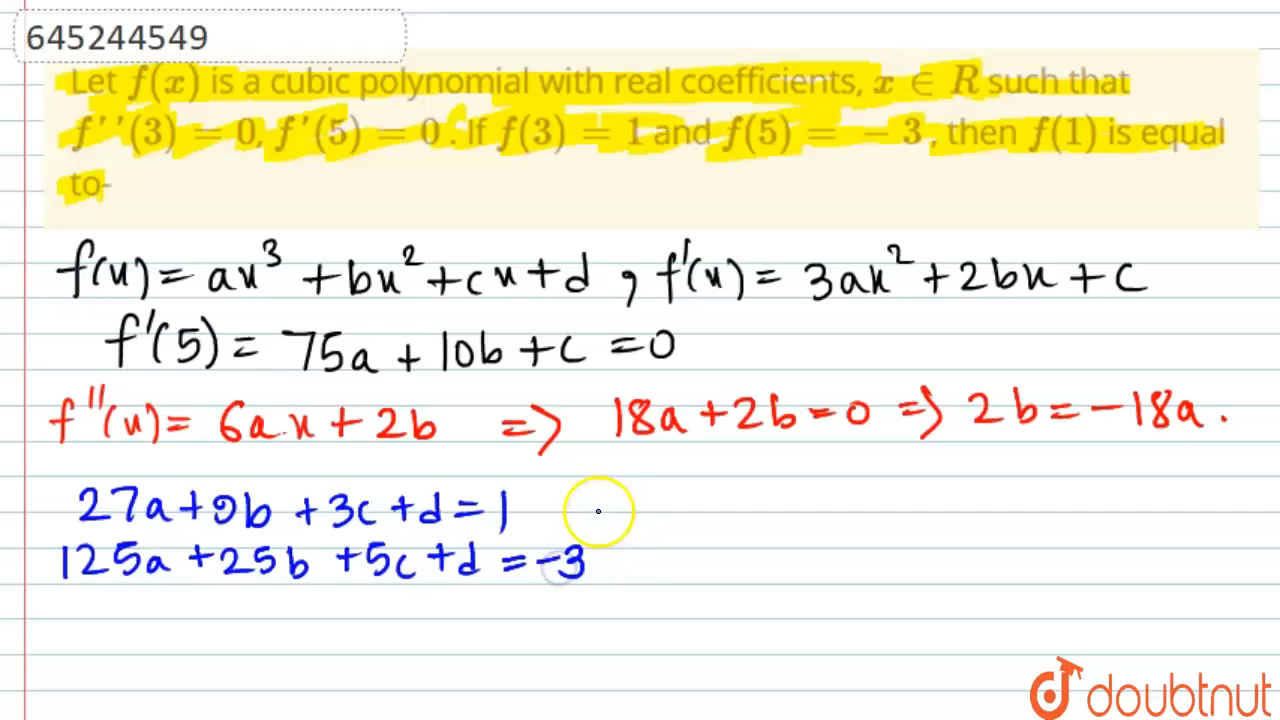 645244549
Let f(x) is a cubic polynomial with real coefficients, x ∈ R such that
f''(3) = 0, f'(5) = 0. If f(3) = 1 and f(5) = −3, then f(1) is equal
to-
f(x) = ax³ + bx² + cx + d , f'(x) = 3ax² + 2bx + c
f'(5) = 75a + 10b + c = 0
f''(x) = 6a.x + 2b => 18a + 2b = 0 => 2b = -18a.
27a + 9b + 3c + d = 1
125a + 25b + 5c + d = -3
doubtnut